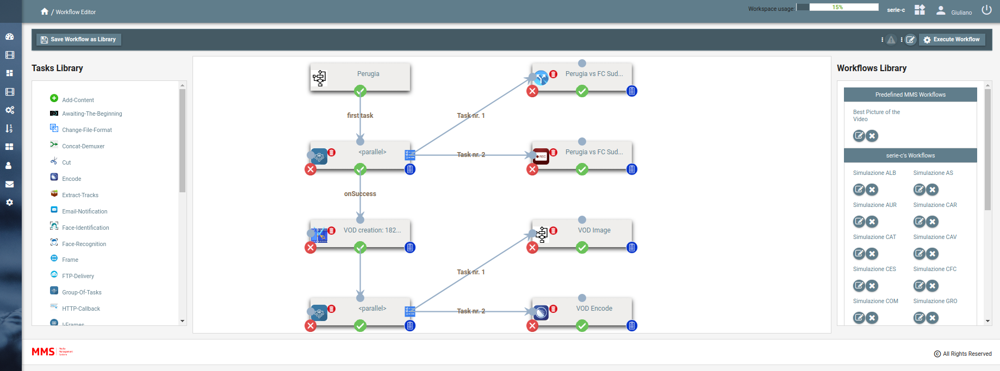 / Workflow Editor
Workspace usage: 15% serie-c Giuliano
Save Workflow as Library
Execute Workflow
Tasks Library
Add-Content
Awaiting-The-Beginning
Change-File-Format
Concat-Demuxer
Cut
Encode
Extract-Tracks
Email-Notification
Face-Identification
Face-Recognition
Frame
FTP-Delivery
Group-Of-Tasks
HTTP-Callback
I-Frames
Perugia
Perugia vs FC Sud...
first task
Task nr. 1
<parallel>
Task nr. 2
REC
Perugia vs FC Sud...
onSuccess
VOD creation: 182...
VOD Image
Task nr. 1
<parallel>
Task nr. 2
VOD Encode
Workflows Library
Predefined MMS Workflows
Best Picture of the
Video
serie-c's Workflows
Simulazione ALB
Simulazione AS
Simulazione AUR
Simulazione CAR
Simulazione CAT
Simulazione CAV
Simulazione CES
Simulazione CFC
Simulazione COM
Simulazione GRO
MMS
Media
Management
System
© All Rights Reserved